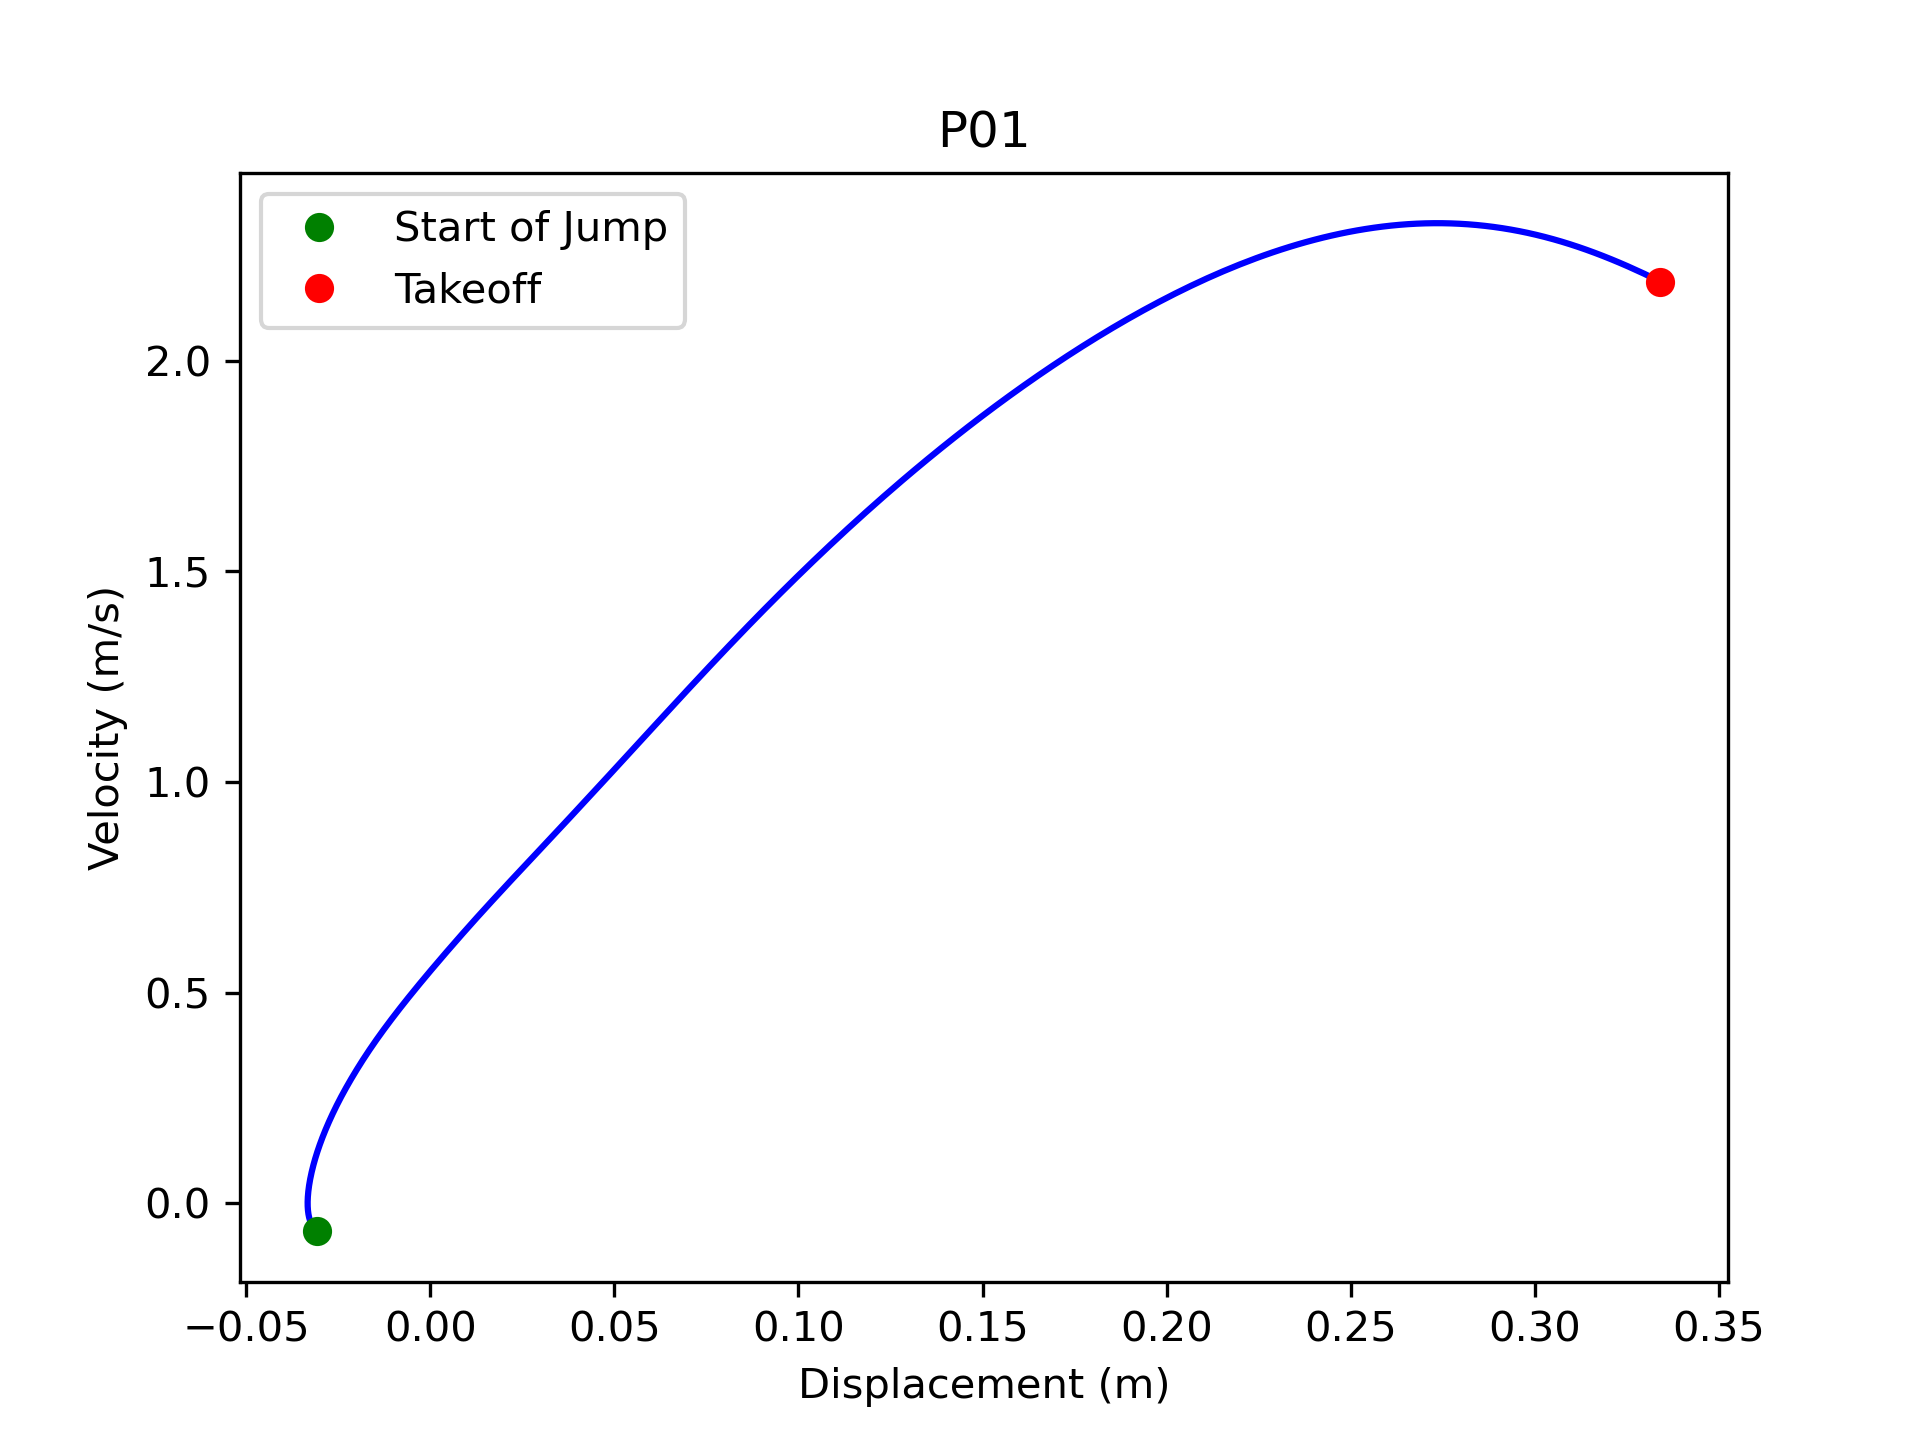 P01
Start of Jump
Takeoff
2.0
1.5
1.0
0.5
0.0
Velocity (m/s)
−0.05 0.00 0.05 0.10 0.15 0.20 0.25 0.30 0.35
Displacement (m)